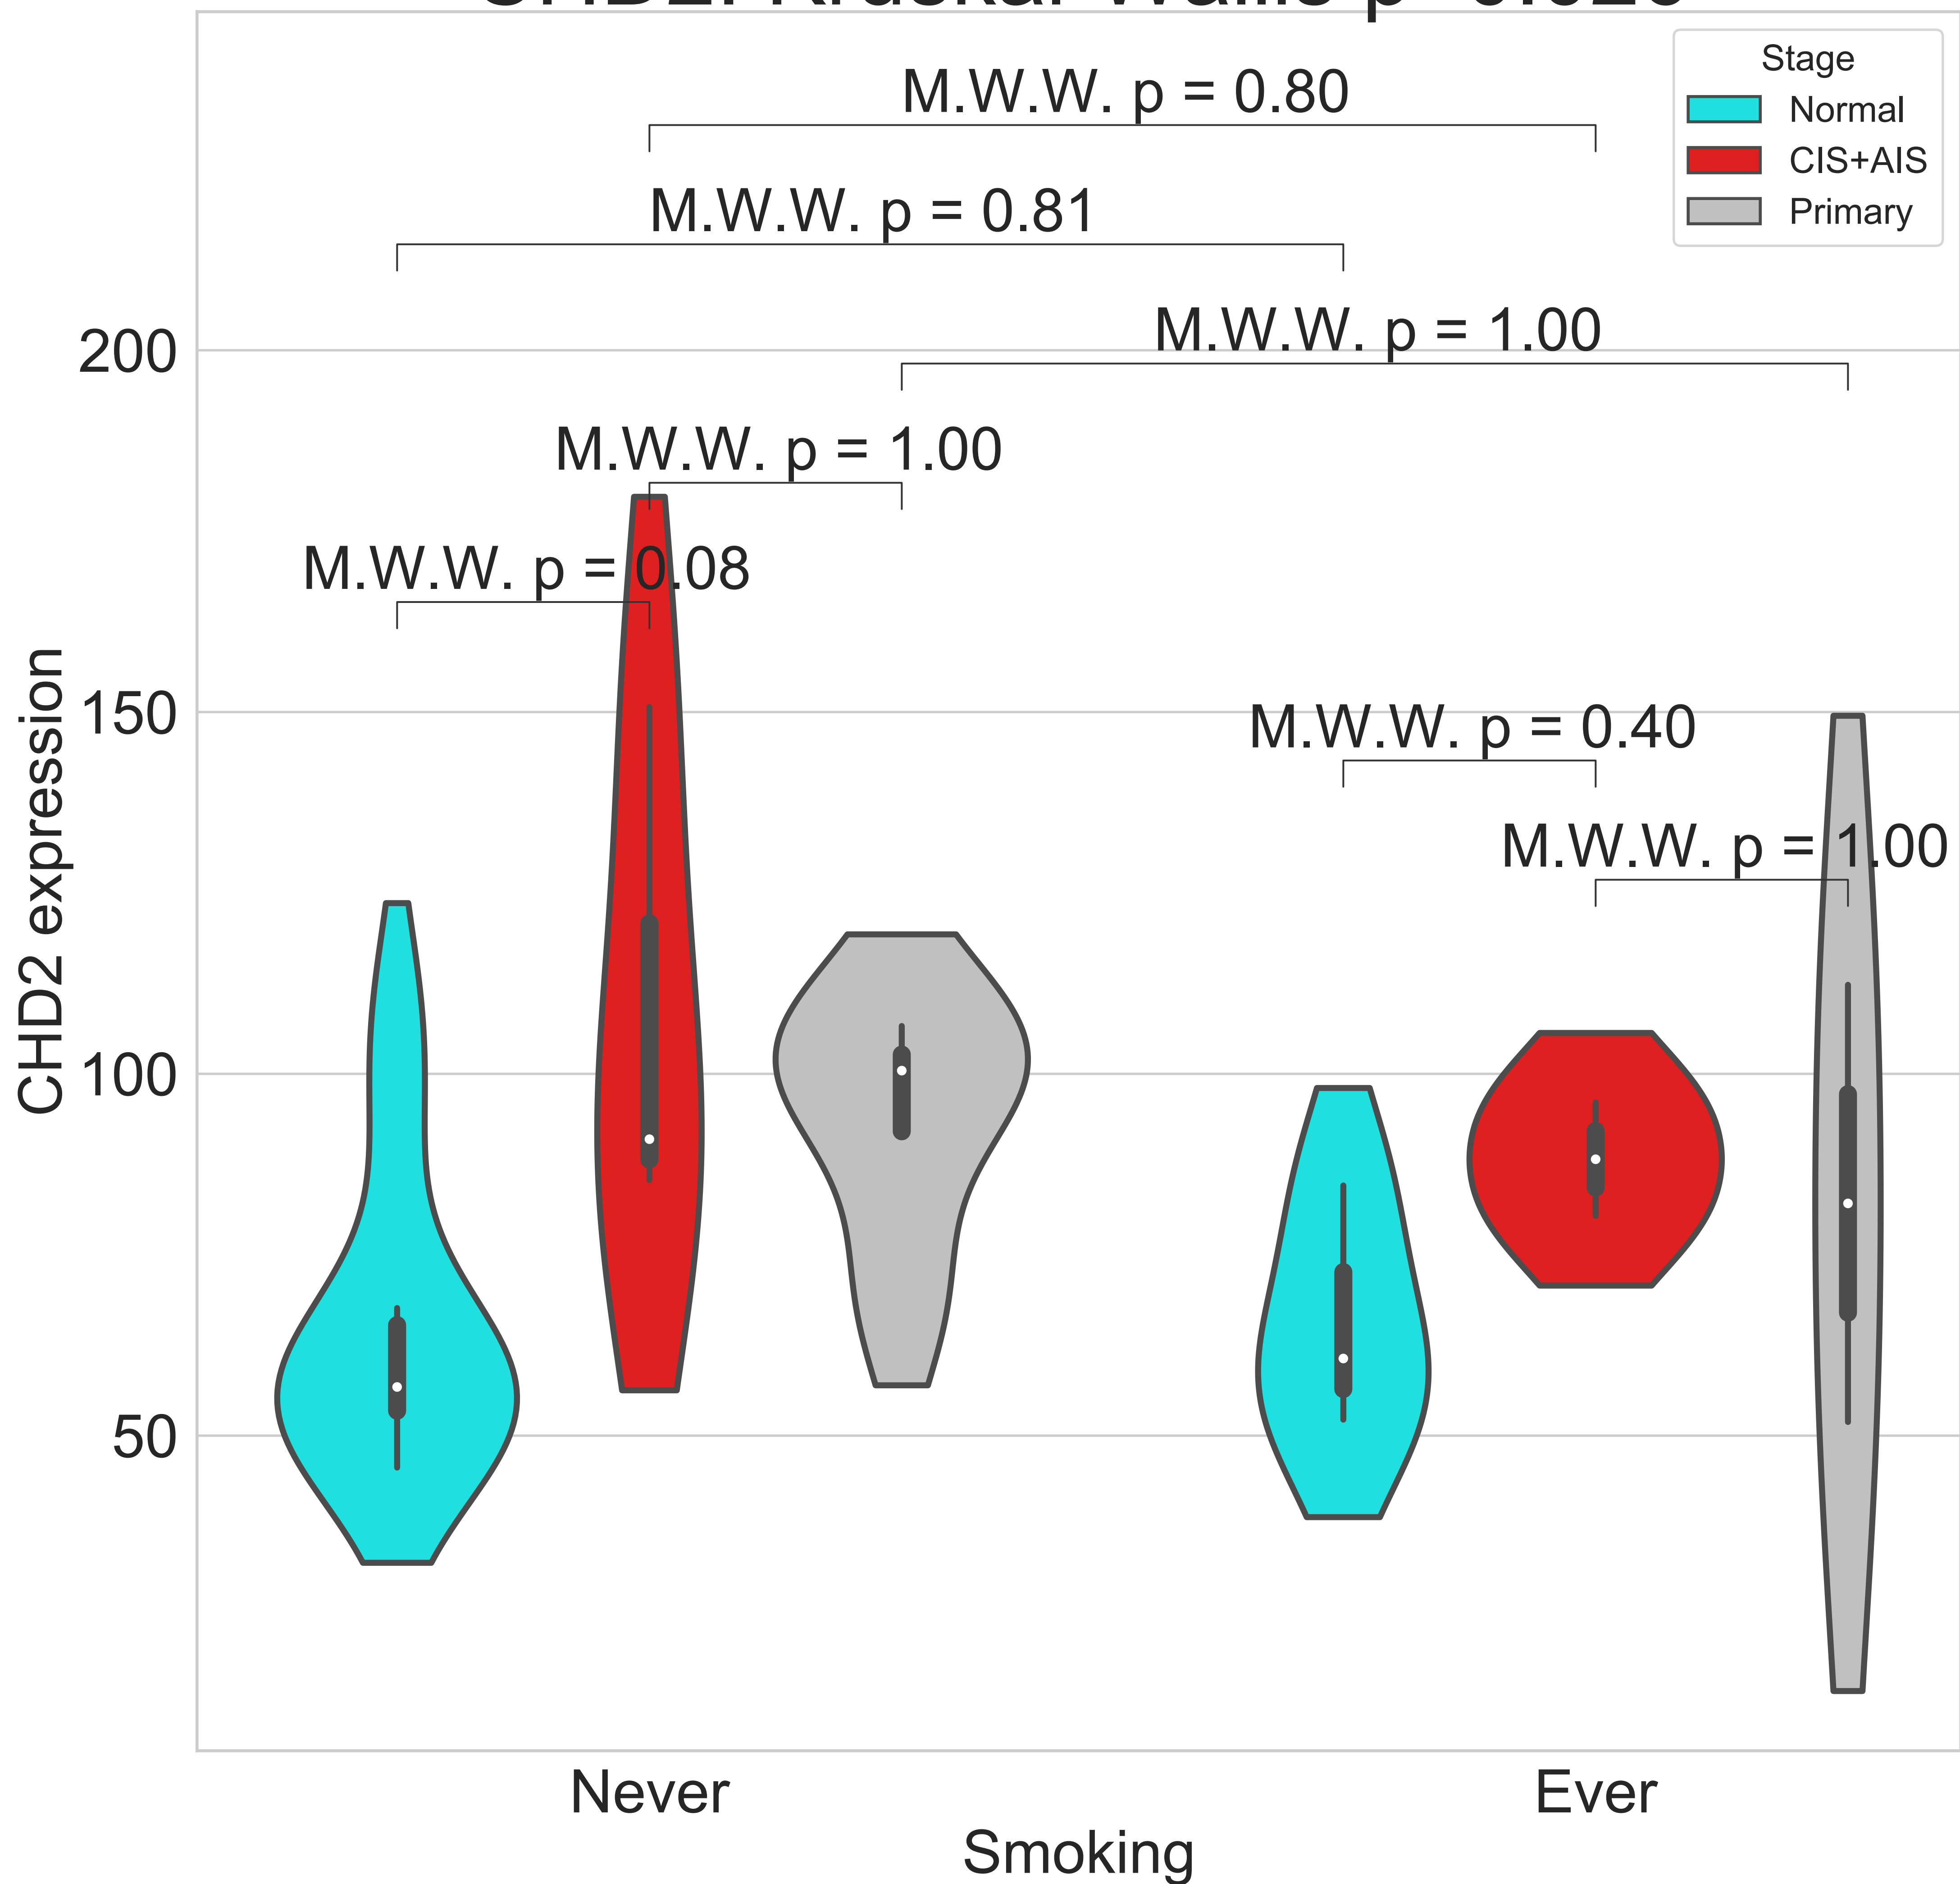 Stage
Normal
CIS+AIS
Primary
M.W.W. p = 0.80
M.W.W. p = 0.81
M.W.W. p = 1.00
M.W.W. p = 1.00
M.W.W. p = 0.08
M.W.W. p = 0.40
M.W.W. p = 1.00
CHD2 expression
200
150
100
50
Never
Ever
Smoking